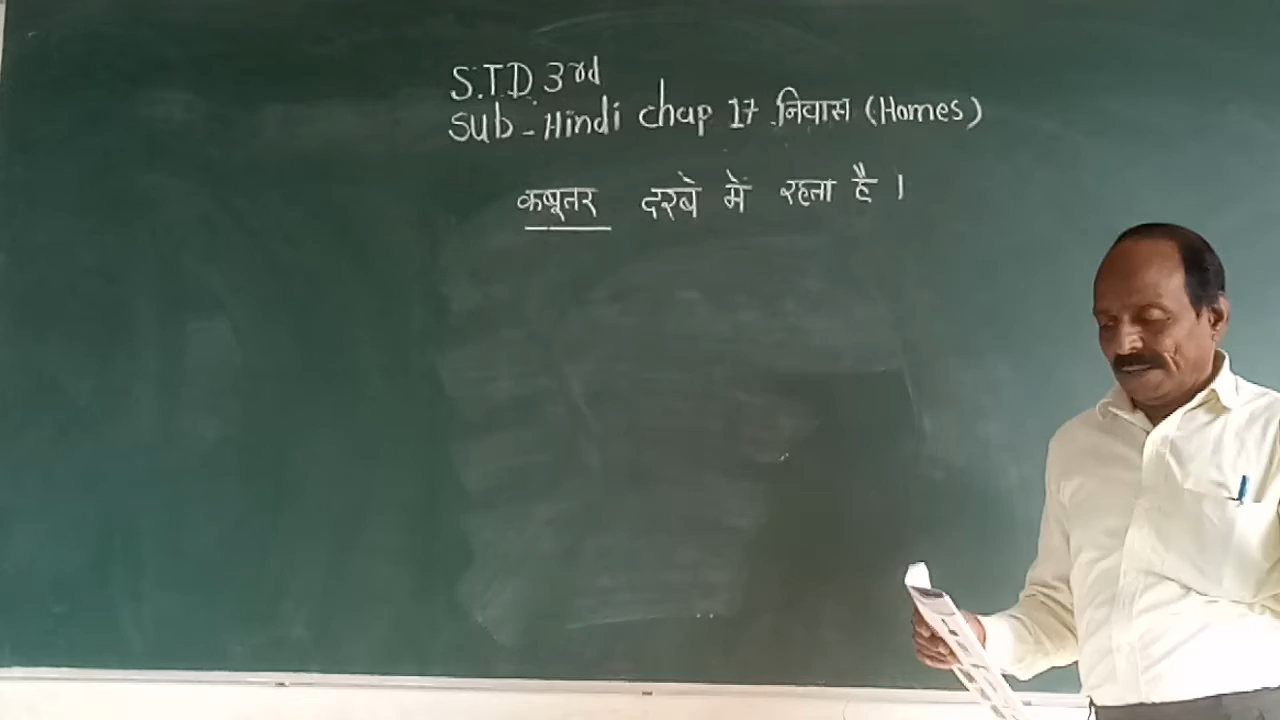 S.T.D. 3rd
Sub - Hindi chap 17 निवास (Homes)
कबूतर दरबे में रहता है ।